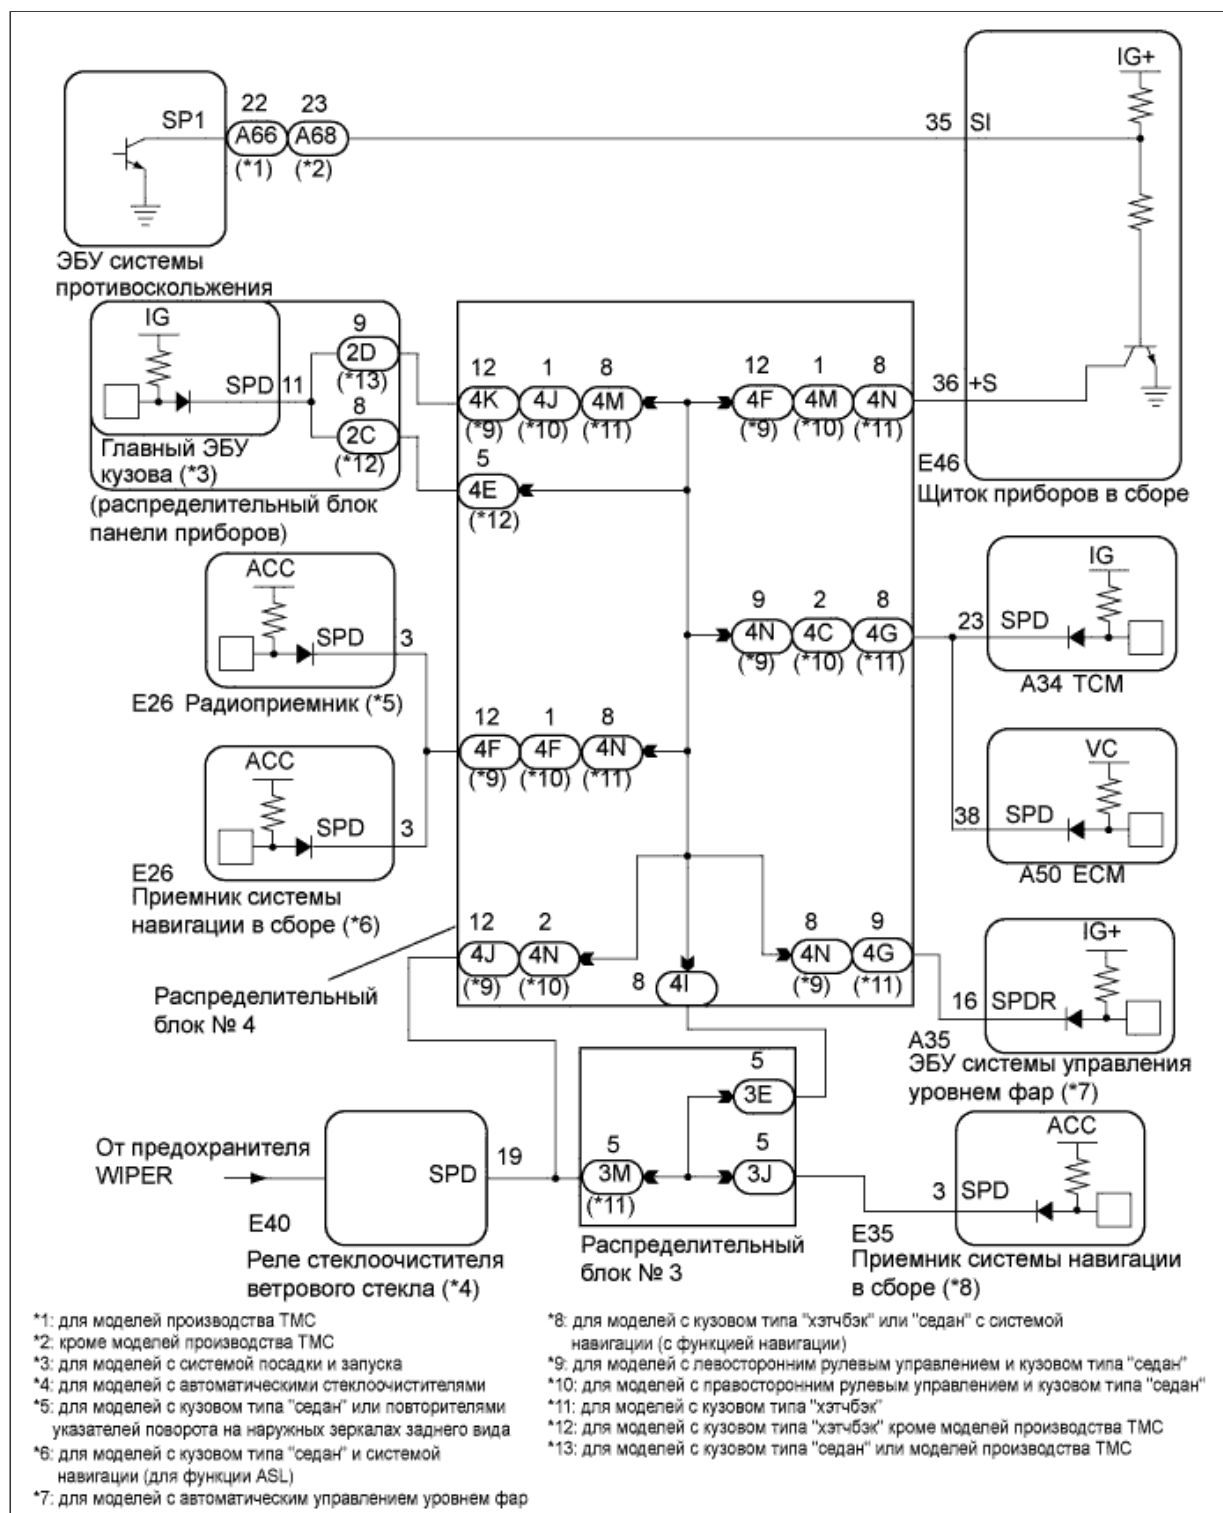 IG+
SP1
22
23
A66
A68
(*1)
(*2)
35
SI
ЭБУ системы
противоскольжения
IG
9
2D
(*13)
SPD
11
8
2C
(*12)
Главный ЭБУ
кузова (*3)
(распределительный блок
панели приборов)
12
1
8
4K
4J
4M
(*9)
(*10)
(*11)
5
4E
(*12)
12
1
8
4F
4M
4N
(*9)
(*10)
(*11)
36
+S
E46
Щиток приборов в сборе
ACC
SPD
3
E26 Радиоприемник (*5)
9
2
8
4N
4C
4G
(*9)
(*10)
(*11)
23
SPD
IG
A34 TCM
12
1
8
4F
4F
4N
(*9)
(*10)
(*11)
ACC
SPD
3
E26
Приемник системы
навигации в сборе (*6)
VC
38
SPD
A50 ECM
12
2
4J
4N
(*9)
(*10)
8
4I
8
9
4N
4G
(*9)
(*11)
IG+
16
SPDR
A35
ЭБУ системы управления
уровнем фар (*7)
Распределительный
блок № 4
5
3E
5
3M
(*11)
5
3J
От предохранителя
WIPER
SPD
19
E40
Реле стеклоочистителя
ветрового стекла (*4)
Распределительный
блок № 3
ACC
3
SPD
E35
Приемник системы навигации
в сборе (*8)
*1: для моделей производства TMC
*2: кроме моделей производства TMC
*3: для моделей с системой посадки и запуска
*4: для моделей с автоматическими стеклоочистителями
*5: для моделей с кузовом типа "седан" или повторителями
указателей поворота на наружных зеркалах заднего вида
*6: для моделей с кузовом типа "седан" и системой
навигации (для функции ASL)
*7: для моделей с автоматическим управлением уровнем фар
*8: для моделей с кузовом типа "хэтчбэк" или "седан" с системой
навигации (с функцией навигации)
*9: для моделей с левосторонним рулевым управлением и кузовом типа "седан"
*10: для моделей с правосторонним рулевым управлением и кузовом типа "седан"
*11: для моделей с кузовом типа "хэтчбэк"
*12: для моделей с кузовом типа "хэтчбэк" кроме моделей производства TMC
*13: для моделей с кузовом типа "седан" или моделей производства TMC